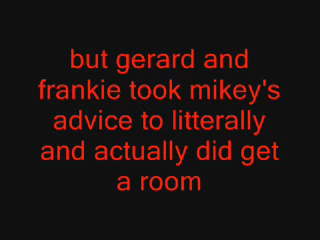 but gerard and
frankie took mikey's
advice to litterally
and actually did get
a room